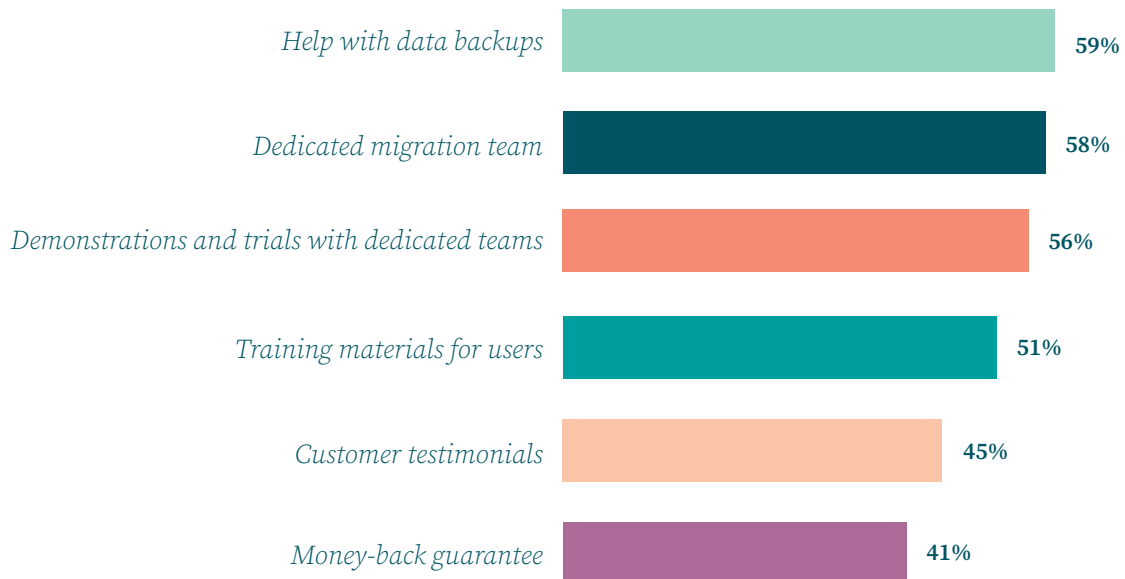 Help with data backups 59%
Dedicated migration team 58%
Demonstrations and trials with dedicated teams 56%
Training materials for users 51%
Customer testimonials 45%
Money-back guarantee 41%